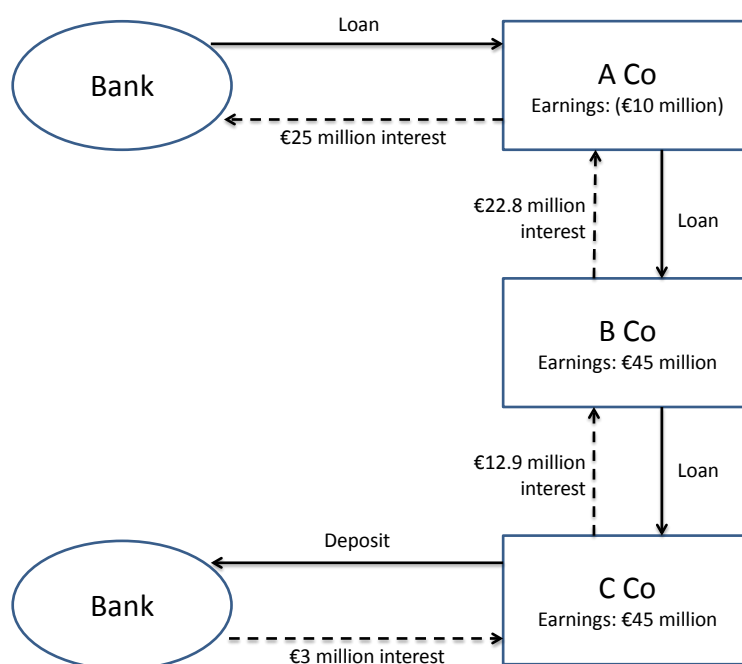 Loan
Bank
A Co
Earnings: (€10 million)
€25 million interest
€22.8 million
interest
Loan
B Co
Earnings: €45 million
€12.9 million
interest
Loan
Deposit
Bank
C Co
Earnings: €45 million
€3 million interest